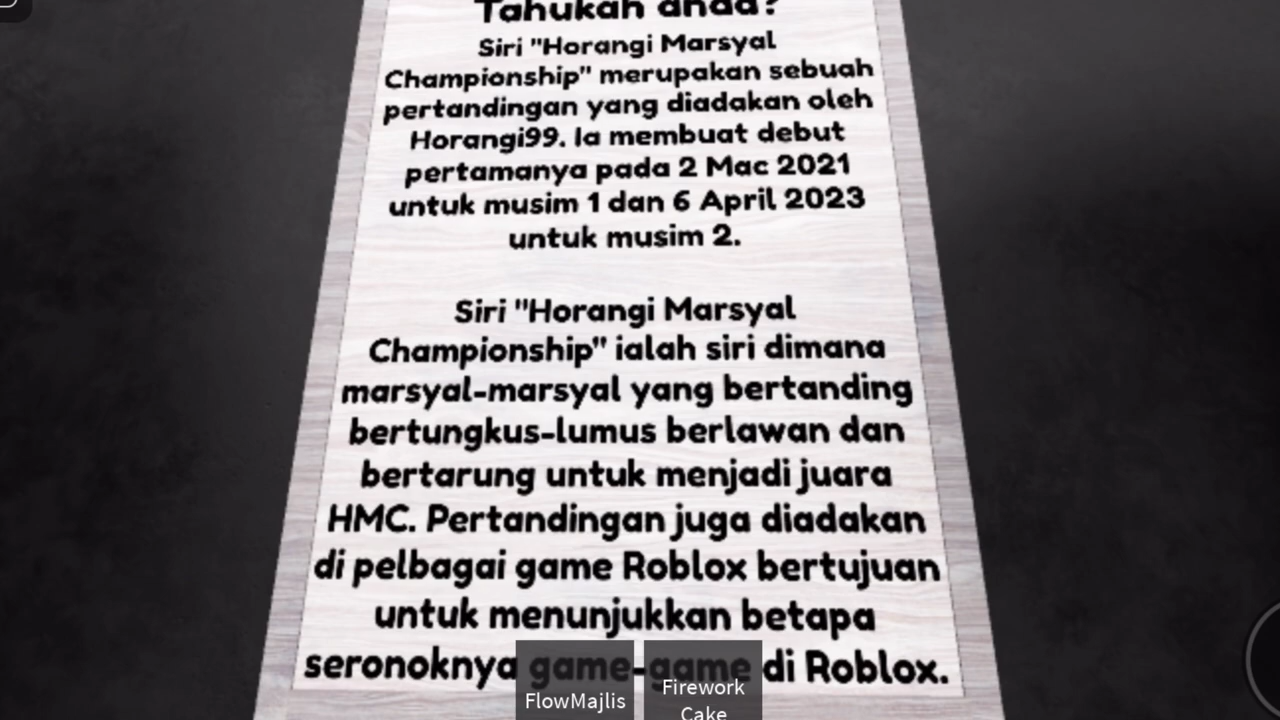 Tahukah anda?
Siri "Horangi Marsyal
Championship" merupakan sebuah
pertandingan yang diadakan oleh
Horangi99. Ia membuat debut
pertamanya pada 2 Mac 2021
untuk musim 1 dan 6 April 2023
untuk musim 2.
Siri "Horangi Marsyal
Championship" ialah siri dimana
marsyal-marsyal yang bertanding
bertungkus-lumus berlawan dan
bertarung untuk menjadi juara
HMC. Pertandingan juga diadakan
di pelbagai game Roblox bertujuan
untuk menunjukkan betapa
seronoknya game-game di Roblox.
FlowMajlis
Firework
Cake